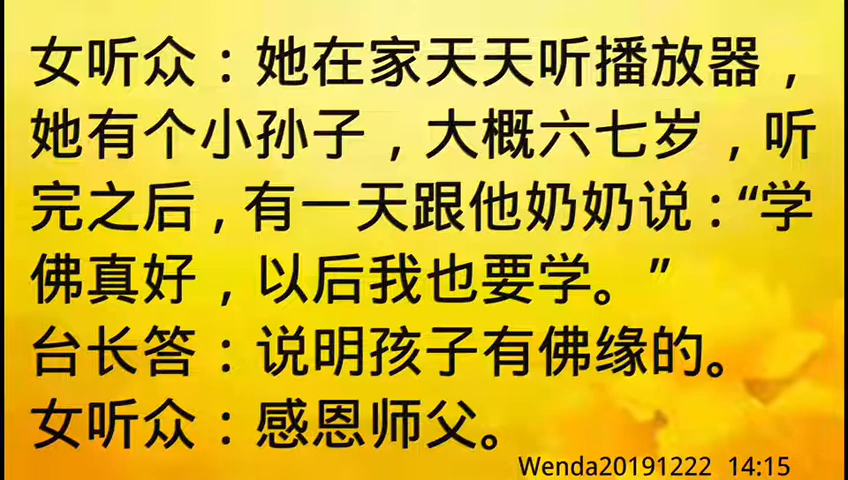 女听众：她在家天天听播放器，
她有个小孙子，大概六七岁，听
完之后，有一天跟他奶奶说：“学
佛真好，以后我也要学。”
台长答：说明孩子有佛缘的。
女听众：感恩师父。
Wenda20191222 14:15